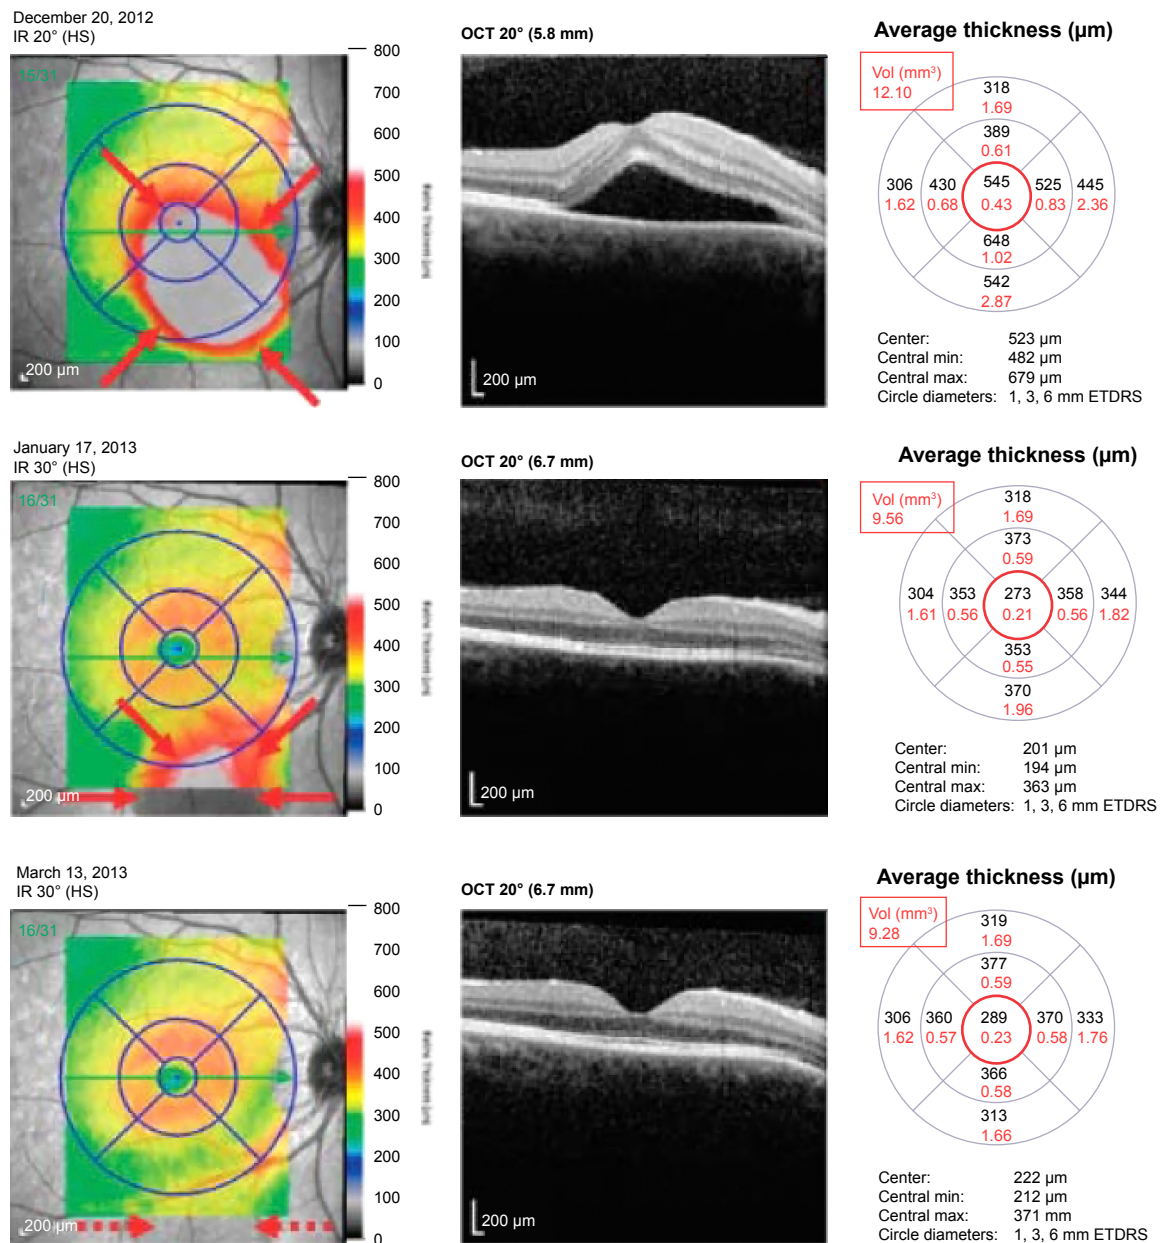 December 20, 2012
IR 20° (HS)
15/31
200 µm
800
700
600
500
400
300
200
100
0
Retina Thickness [µm]
OCT 20° (5.8 mm)
200 µm
Average thickness (µm)
Vol (mm³)
12.10
318
1.69
389
0.61
306 430 545 525 445
1.62 0.68 0.43 0.83 2.36
648
1.02
542
2.87
Center: 523 µm
Central min: 482 µm
Central max: 679 µm
Circle diameters: 1, 3, 6 mm ETDRS
January 17, 2013
IR 30° (HS)
16/31
200 µm
800
700
600
500
400
300
200
100
0
Retina Thickness [µm]
OCT 20° (6.7 mm)
200 µm
Average thickness (µm)
Vol (mm³)
9.56
318
1.69
373
0.59
304 353 273 358 344
1.61 0.56 0.21 0.56 1.82
353
0.55
370
1.96
Center: 201 µm
Central min: 194 µm
Central max: 363 µm
Circle diameters: 1, 3, 6 mm ETDRS
March 13, 2013
IR 30° (HS)
16/31
200 µm
800
700
600
500
400
300
200
100
0
Retina Thickness [µm]
OCT 20° (6.7 mm)
200 µm
Average thickness (µm)
Vol (mm³)
9.28
319
1.69
377
0.59
306 360 289 370 333
1.62 0.57 0.23 0.58 1.76
366
0.58
313
1.66
Center: 222 µm
Central min: 212 µm
Central max: 371 mm
Circle diameters: 1, 3, 6 mm ETDRS